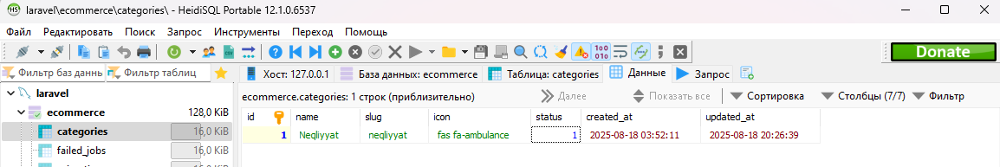 laravel\ecommerce\categories\ - HeidiSQL Portable 12.1.0.6537
Файл Редактировать Поиск Запрос Инструменты Переход Помощь
Donate
Фильтр баз даннь Фильтр таблиц
Хост: 127.0.0.1 База данных: ecommerce Таблица: categories Данные Запрос
laravel
ecommerce 128,0 KiB
categories 16,0 KiB
failed_jobs 16,0 KiB
ecommerce.categories: 1 строк (приблизительно) Далее Показать все Сортировка Столбцы (7/7) Фильтр
id name slug icon status created_at updated_at
1 Neqliyyat neqliyyat fas fa-ambulance 1 2025-08-18 03:52:11 2025-08-18 20:26:39